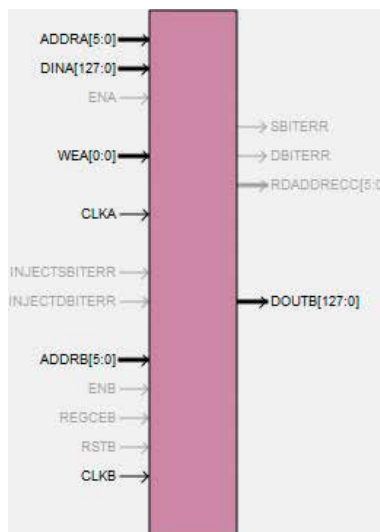 ADDRA[5:0]
DINA[127:0]
ENA
SBITERR
DBITERR
WEA[0:0]
RDADDRECC[5:0
CLKA
INJECTSBITERR
INJECTDBITERR
DOUTB[127:0]
ADDRB[5:0]
ENB
REGCEB
RSTB
CLKB